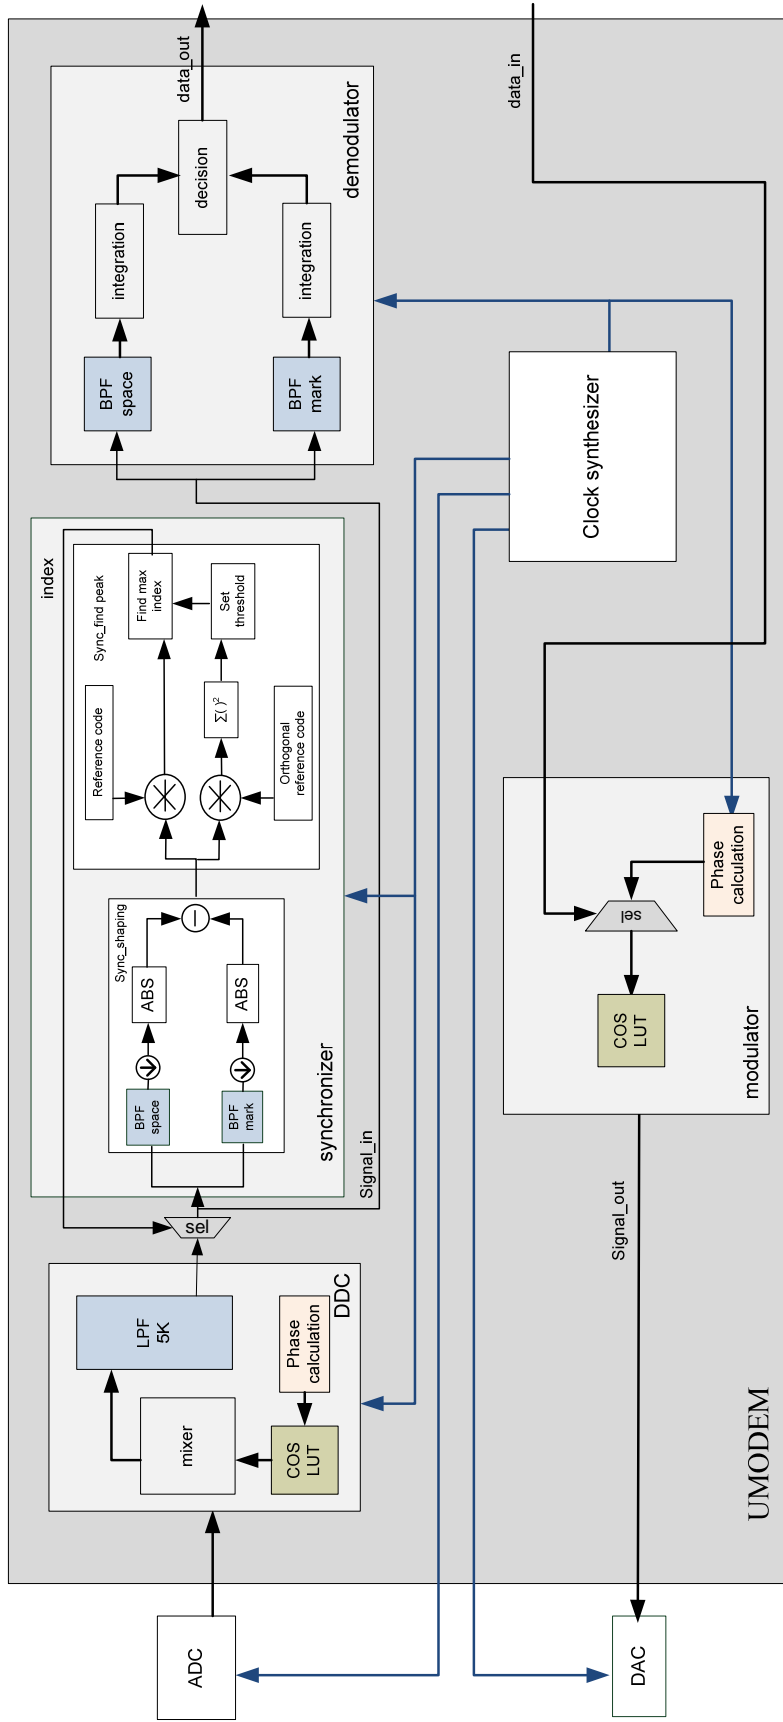 ADC
mixer
COS
LUT
Phase
calculation
LPF
5K
DDC
sel
index
Signal_in
BPF
space
BPF
mark
ABS
ABS
Sync_shaping
synchronizer
Reference code
Orthogonal
reference code
Σ( )²
Set
threshold
Find max
index
Sync_find peak
BPF
space
BPF
mark
integration
integration
decision
demodulator
data_out
data_in
Clock synthesizer
Phase
calculation
sel
COS
LUT
modulator
Signal_out
DAC
UMODEM